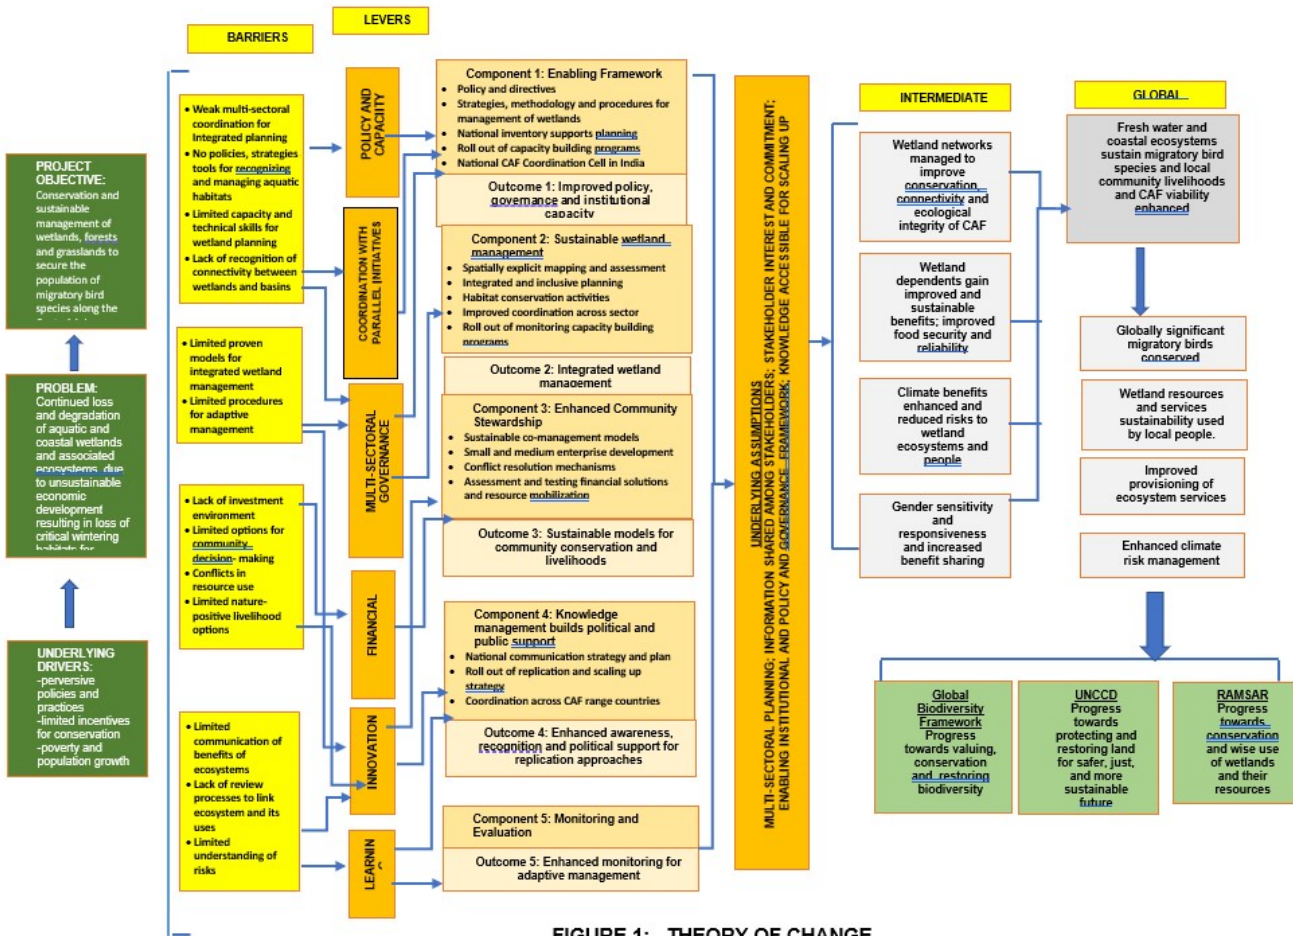 LEVERS
BARRIERS
PROJECT
OBJECTIVE:
Conservation and
sustainable
management of
wetlands, forests
and grasslands to
secure the
population of
migratory bird
species along the
PROBLEM:
Continued loss
and degradation
of aquatic and
coastal wetlands
and associated
ecosystems, due
to unsustainable
economic
development
resulting in loss of
critical wintering
habitats for
UNDERLYING
DRIVERS:
-perversive
policies and
practices
-limited incentives
for conservation
-poverty and
population growth
• Weak multi-sectoral
coordination for
Integrated planning
• No policies, strategies
tools for recognizing
and managing aquatic
habitats
• Limited capacity and
technical skills for
wetland planning
• Lack of recognition of
connectivity between
wetlands and basins
• Limited proven
models for
integrated wetland
management
• Limited procedures
for adaptive
management
• Lack of investment
environment
• Limited options for
community
decision- making
• Conflicts in
resource use
• Limited nature-
positive livelihood
options
• Limited
communication of
benefits of
ecosystems
• Lack of review
processes to link
ecosystem and its
uses
• Limited
understanding of
risks
POLICY AND
CAPACIITY
COORDINATION WITH
PARALLEL INITIATIVES
MULTI-SECTORAL
GOVERNANCE
FINANCIAL
INNOVATION
LEARNIN
G
Component 1: Enabling Framework
• Policy and directives
• Strategies, methodology and procedures for
management of wetlands
• National inventory supports planning
• Roll out of capacity building programs
• National CAF Coordination Cell in India
Outcome 1: Improved policy,
governance and institutional
capacity
Component 2: Sustainable wetland
management
• Spatially explicit mapping and assessment
• Integrated and inclusive planning
• Habitat conservation activities
• Improved coordination across sector
• Roll out of monitoring capacity building
programs
Outcome 2: Integrated wetland
management
Component 3: Enhanced Community
Stewardship
• Sustainable co-management models
• Small and medium enterprise development
• Conflict resolution mechanisms
• Assessment and testing financial solutions
and resource mobilization
Outcome 3: Sustainable models for
community conservation and
livelihoods
Component 4: Knowledge
management builds political and
public support
• National communication strategy and plan
• Roll out of replication and scaling up
strategy
• Coordination across CAF range countries
Outcome 4: Enhanced awareness,
recognition and political support for
replication approaches
Component 5: Monitoring and
Evaluation
Outcome 5: Enhanced monitoring for
adaptive management
UNDERLYING ASSUMPTIONS
MULTI-SECTORAL PLANNING; INFORMATION SHARED AMONG STAKEHOLDERS; STAKEHOLDER INTEREST AND COMMITMENT;
ENABLING INSTITUTIONAL AND POLICY AND GOVERNANCE FRAMEWORK; KNOWLEDGE ACCESSIBLE FOR SCALING UP
INTERMEDIATE
Wetland networks
managed to
improve
conservation,
connectivity and
ecological
integrity of CAF
Wetland
dependents gain
improved and
sustainable
benefits; improved
food security and
reliability
Climate benefits
enhanced and
reduced risks to
wetland
ecosystems and
people
Gender sensitivity
and
responsiveness
and increased
benefit sharing
GLOBAL
Fresh water and
coastal ecosystems
sustain migratory bird
species and local
community livelihoods
and CAF viability
enhanced
Globally significant
migratory birds
conserved
Wetland resources
and services
sustainability used
by local people.
Improved
provisioning of
ecosystem services
Enhanced climate
risk management
Global
Biodiversity
Framework
Progress
towards valuing,
conservation
and restoring
biodiversity
UNCCD
Progress
towards
protecting and
restoring land
for safer, just,
and more
sustainable
future
RAMSAR
Progress
towards
conservation
and wise use
of wetlands
and their
resources
FIGURE 1: THEORY OF CHANGE